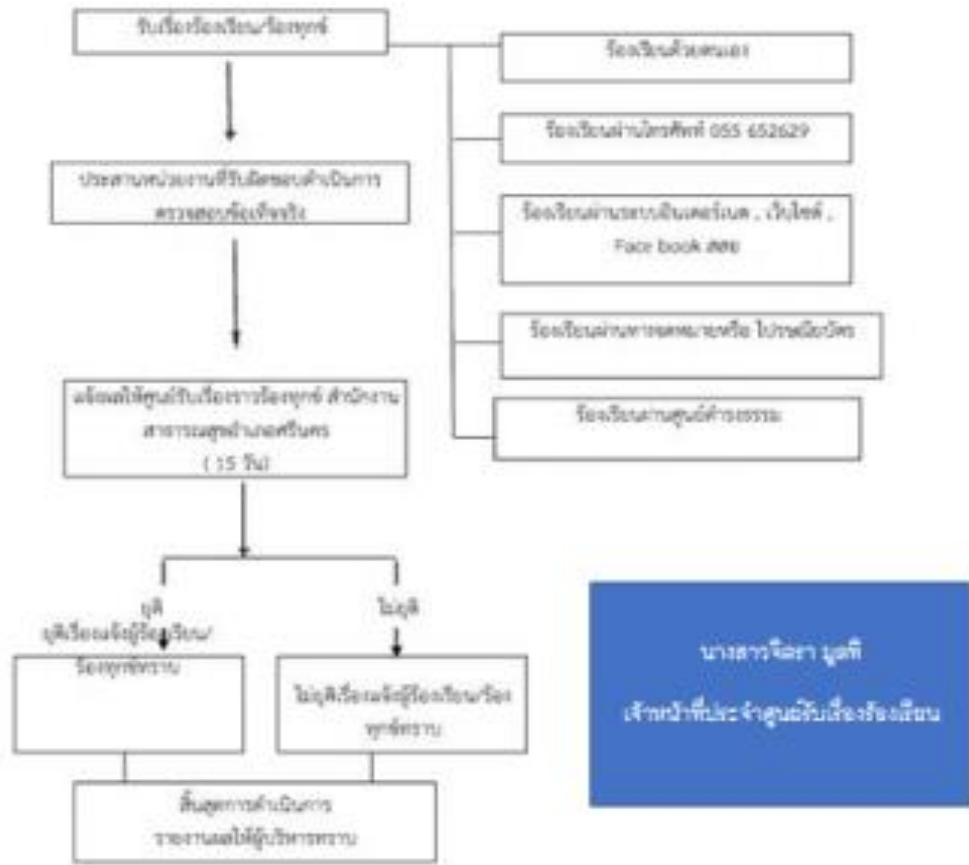 รับเรื่องร้องเรียน/ร้องทุกข์
ร้องเรียนด้วยตนเอง
ร้องเรียนผ่านโทรศัพท์ 055 652629
ประสานหน่วยงานที่รับผิดชอบดำเนินการ
ตรวจสอบข้อเท็จจริง
ร้องเรียนผ่านระบบอินเตอร์เนต , เว็บไซต์ ,
Face book สสอ
ร้องเรียนผ่านทางจดหมายหรือ ไปรษณียบัตร
แจ้งผลให้ศูนย์รับเรื่องราวร้องทุกข์ สำนักงาน
สาธารณสุขอำเภอศรีนคร
( 15 วัน)
ร้องเรียนผ่านศูนย์ดำรงธรรม
ยุติ
ไม่ยุติ
ยุติเรื่องแจ้งผู้ร้องเรียน/
ร้องทุกข์ทราบ
ไม่ยุติเรื่องแจ้งผู้ร้องเรียน/ร้อง
ทุกข์ทราบ
นางสาว
เจ้าหน้าที่ประจำศูนย์รับเรื่องร้องเรียน
สิ้นสุดการดำเนินการ
รายงานผลให้ผู้บริหารทราบ